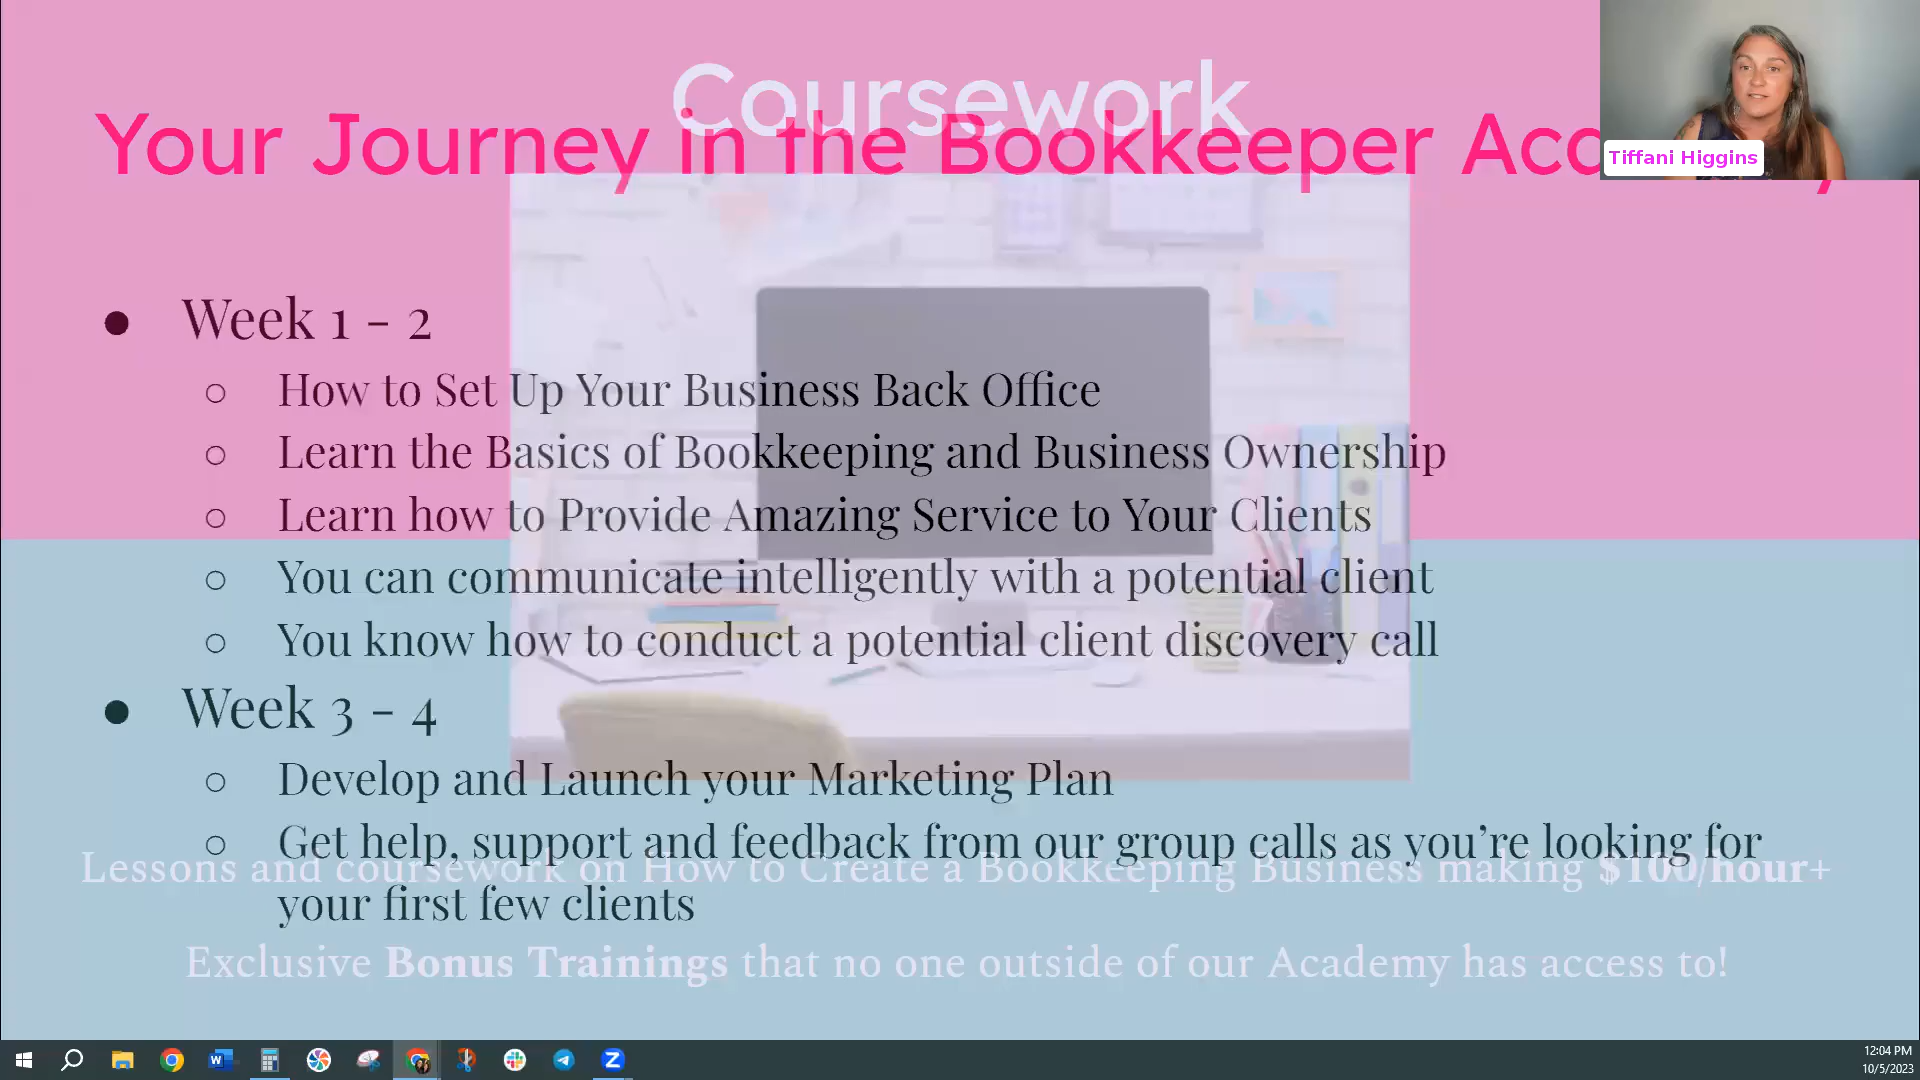 Coursework
Your Journey in the Bookkeeper
Tiffani Higgins
● Week 1 - 2
○ How to Set Up Your Business Back Office
○ Learn the Basics of Bookkeeping and Business Ownership
○ Learn how to Provide Amazing Service to Your Clients
○ You can communicate intelligently with a potential client
○ You know how to conduct a potential client discovery call
● Week 3 - 4
○ Develop and Launch your Marketing Plan
○ Get help, support and feedback from our group calls as you’re looking for
your first few clients
Lessons and coursework on How to Create a Bookkeeping Business making $100/hour+
Exclusive Bonus Trainings that no one outside of our Academy has access to!
12:04 PM
10/5/2023